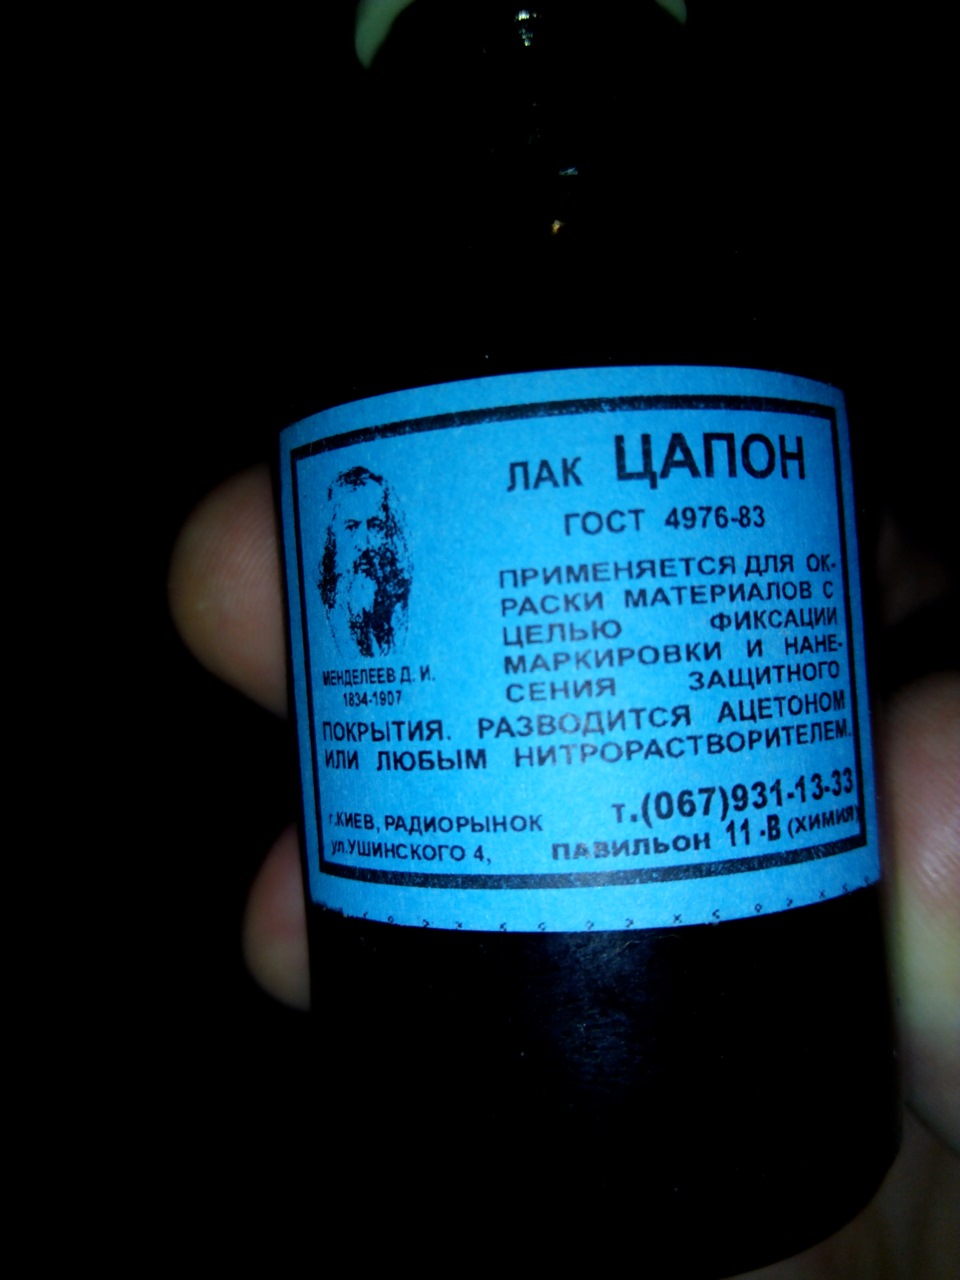 ЛАК ЦАПОН
ГОСТ 4976-83
ПРИМЕНЯЕТСЯ ДЛЯ ОК-
РАСКИ МАТЕРИАЛОВ С
ЦЕЛЬЮ ФИКСАЦИИ
МАРКИРОВКИ И НАНЕ-
СЕНИЯ ЗАЩИТНОГО
ПОКРЫТИЯ. РАЗВОДИТСЯ АЦЕТОНОМ
ИЛИ ЛЮБЫМ НИТРОРАСТВОРИТЕЛЕМ.
МЕНДЕЛЕЕВ Д. И.
1834-1907
т.(067)931-13-33
г.КИЕВ, РАДИОРЫНОК
ул.УШИНСКОГО 4,
ПАВИЛЬОН 11-В (ХИМИЯ)